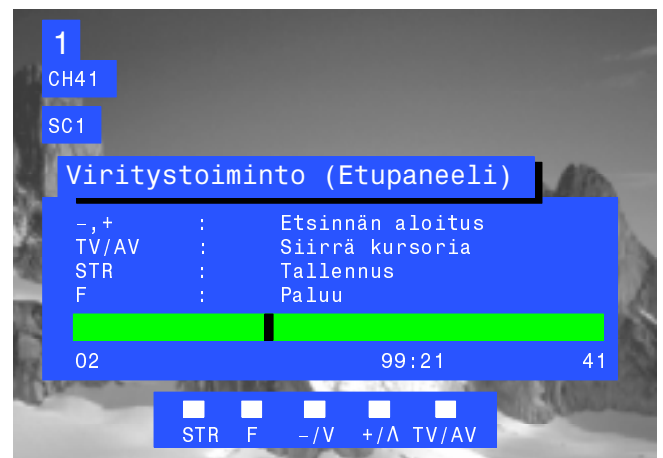 1
CH41
SC1
Viritystoiminto (Etupaneeli)
–,+ : Etsinnän aloitus
TV/AV : Siirrä kursoria
STR : Tallennus
F : Paluu
02 99:21 41
STR F –/V +/Λ TV/AV